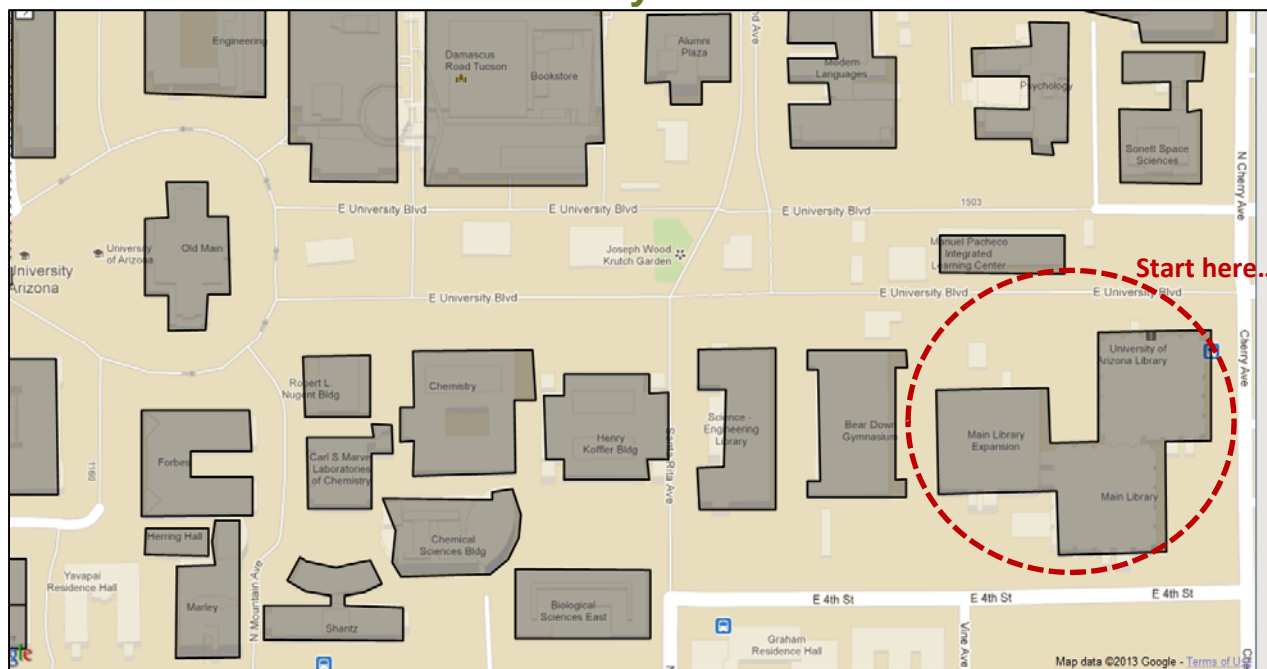 y
Engineering
Damascus
Road Tucson
Bookstore
Alumni
Plaza
Modern
Languages
Psychology
Sonett Space
Sciences
N Cherry Ave
E University Blvd
E University Blvd
E University Blvd
1503
University
of Arizona
Old Main
University
Arizona
Joseph Wood
Krutch Garden
Manuel Pacheco
Integrated
Learning Center
Start here..
E University Blvd
E University Blvd
E University Blvd
Cherry Ave
University of
Arizona Library
Robert L.
Nugent Bldg
Chemistry
Science -
Engineering
Library
Bear Down
Gymnasium
Main Library
Expansion
Henry
Koffler Bldg
Santa Rita Ave
Forbes
Carl S Marvel
Laboratories
of Chemistry
1160
Main Library
Herring Hall
Chemical
Sciences Bldg
Yavapai
Residence Hall
Marley
N Mountain Ave
Shantz
Biological
Sciences East
E 4th St
E 4th St
E 4th St
Vine Ave
Graham
Residence Hall
gle
Map data ©2013 Google - Terms of U